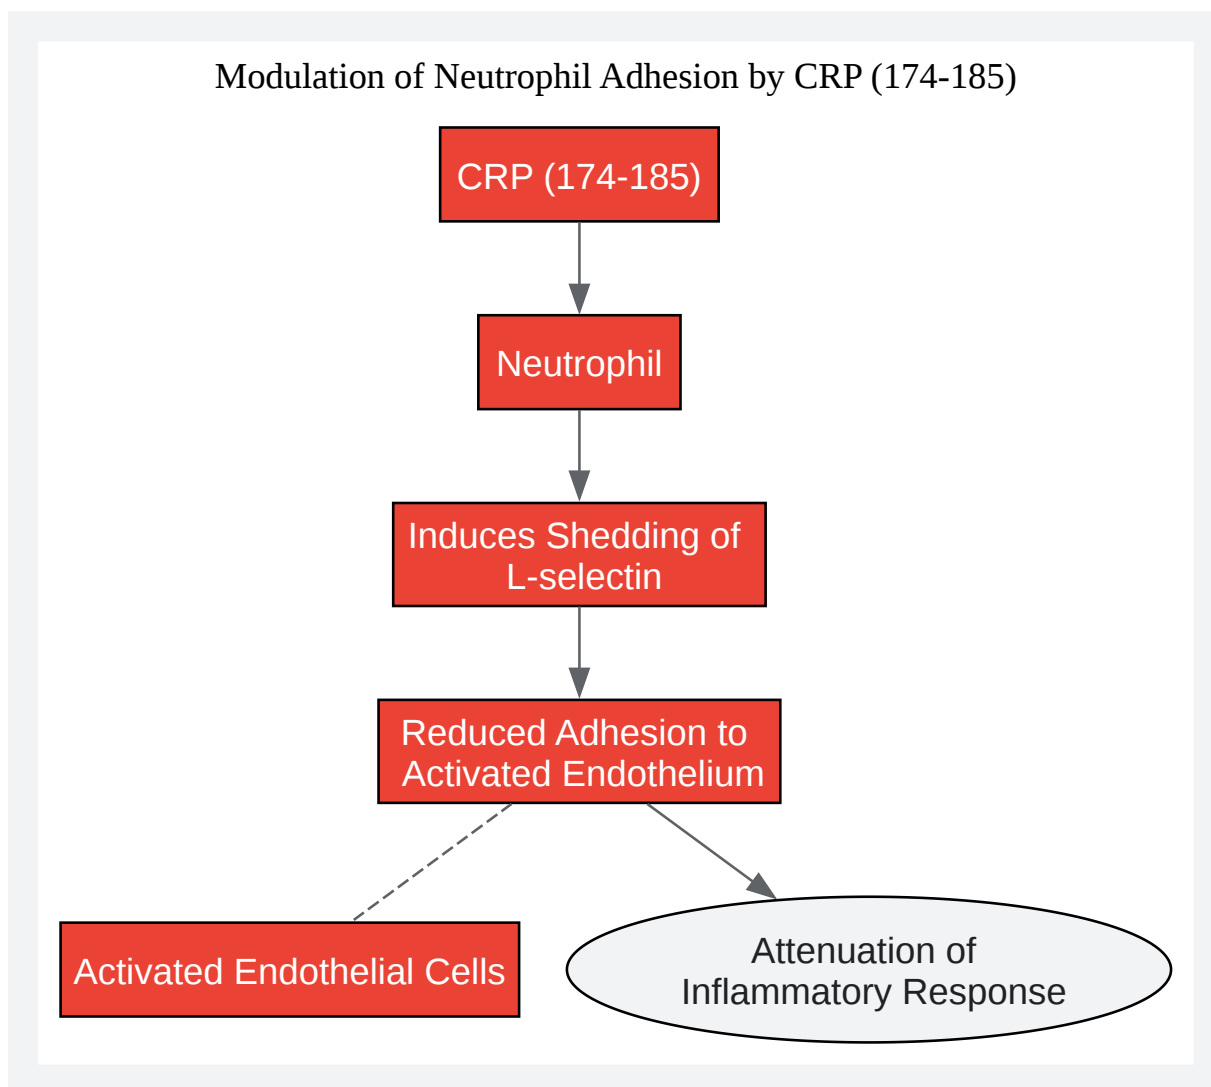 Modulation of Neutrophil Adhesion by CRP (174-185)
CRP (174-185)
Neutrophil
Induces Shedding of
L-selectin
Reduced Adhesion to
Activated Endothelium
Activated Endothelial Cells
Attenuation of
Inflammatory Response